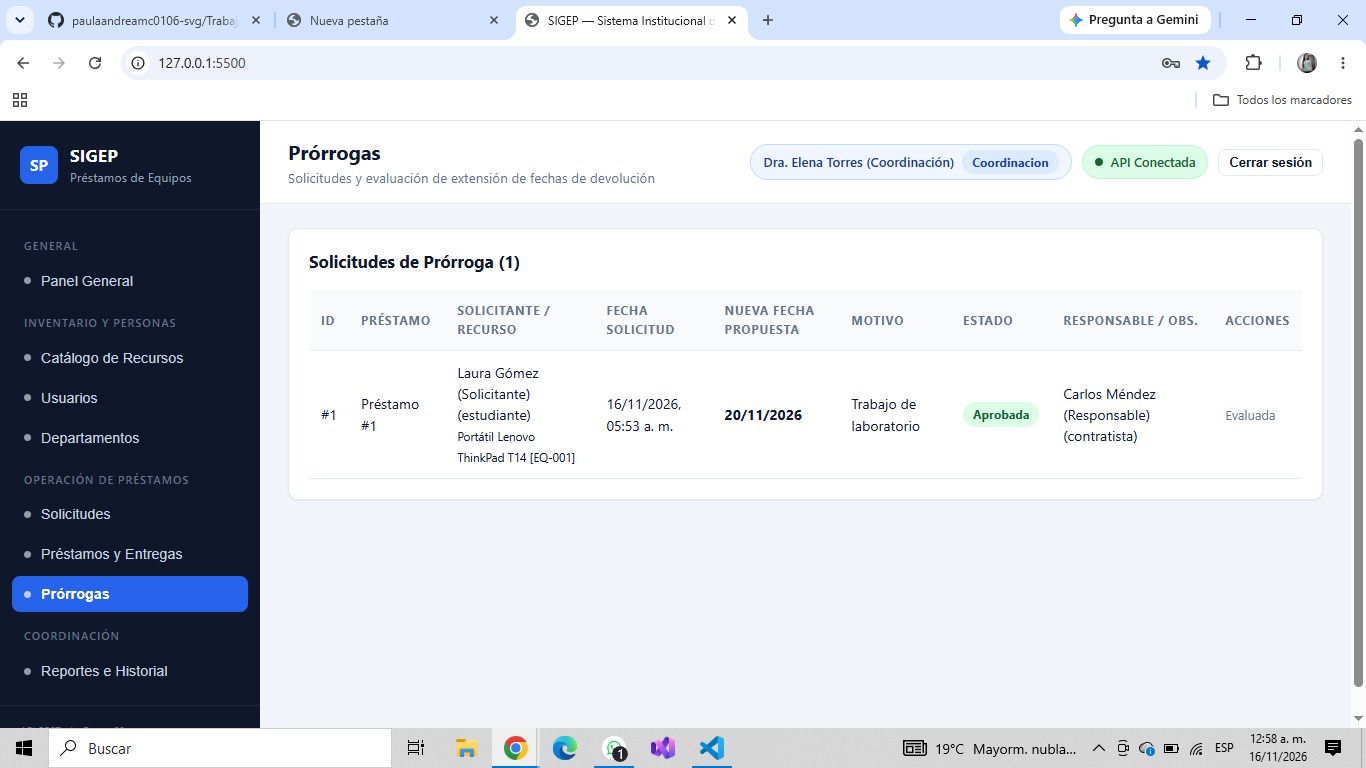 paulaandreamc0106-svg/Trabaj
Nueva pestaña
SIGEP — Sistema Institucional d
Pregunta a Gemini
127.0.0.1:5500
Todos los marcadores
SP
SIGEP
Préstamos de Equipos
GENERAL
Panel General
INVENTARIO Y PERSONAS
Catálogo de Recursos
Usuarios
Departamentos
OPERACIÓN DE PRÉSTAMOS
Solicitudes
Préstamos y Entregas
Prórrogas
COORDINACIÓN
Reportes e Historial
Prórrogas
Solicitudes y evaluación de extensión de fechas de devolución
Dra. Elena Torres (Coordinación) Coordinacion
API Conectada
Cerrar sesión
Solicitudes de Prórroga (1)
ID
PRÉSTAMO
SOLICITANTE /
RECURSO
FECHA
SOLICITUD
NUEVA FECHA
PROPUESTA
MOTIVO
ESTADO
RESPONSABLE / OBS.
ACCIONES
#1
Préstamo
#1
Laura Gómez
(Solicitante)
(estudiante)
Portátil Lenovo
ThinkPad T14 [EQ-001]
16/11/2026,
05:53 a. m.
20/11/2026
Trabajo de
laboratorio
Aprobada
Carlos Méndez
(Responsable)
(contratista)
Evaluada
Buscar
1
19°C Mayorm. nubla...
ESP
12:58 a. m.
16/11/2026